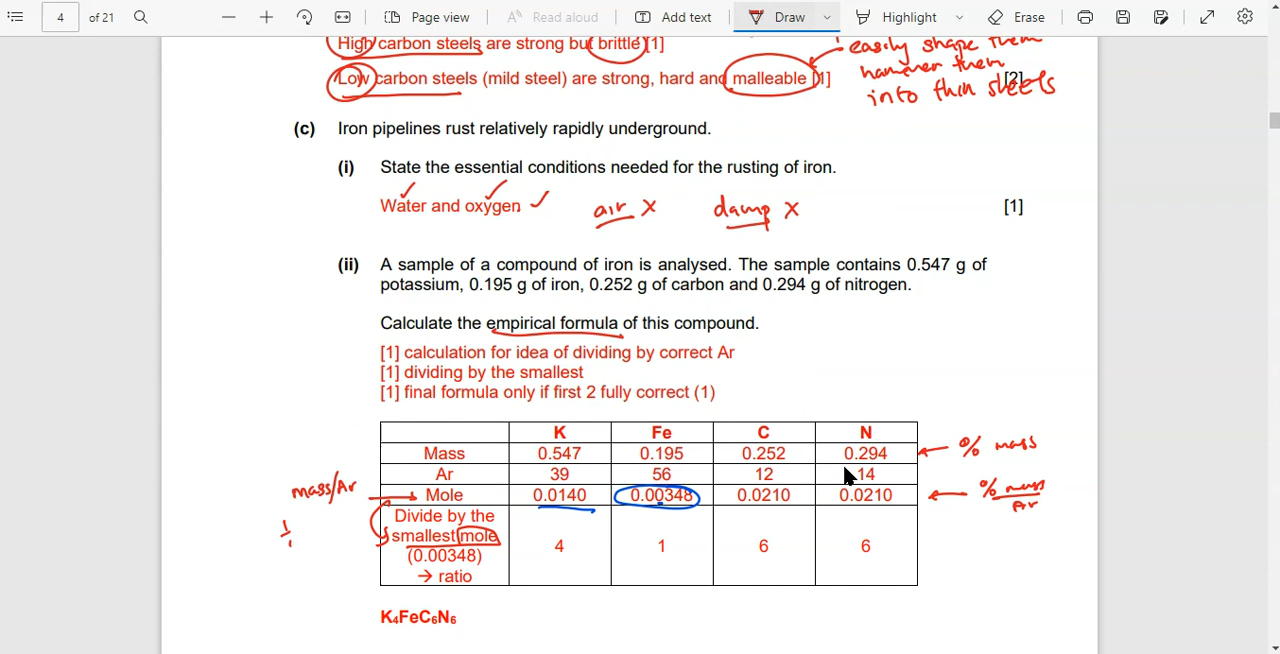 4 of 21 Page view Read aloud Add text Draw Highlight Erase
High carbon steels are strong but brittle [1]
easily shape them
Low carbon steels (mild steel) are strong, hard and malleable [1]
hammer them
[2]
into thin sheets
(c) Iron pipelines rust relatively rapidly underground.
(i) State the essential conditions needed for the rusting of iron.
Water and oxygen air x damp x [1]
(ii) A sample of a compound of iron is analysed. The sample contains 0.547 g of
potassium, 0.195 g of iron, 0.252 g of carbon and 0.294 g of nitrogen.
Calculate the empirical formula of this compound.
[1] calculation for idea of dividing by correct Ar
[1] dividing by the smallest
[1] final formula only if first 2 fully correct (1)
K Fe C N
Mass 0.547 0.195 0.252 0.294 ← % mass
Ar 39 56 12 14
mass/Ar → Mole 0.0140 0.00348 0.0210 0.0210 ← % mass/Ar
Divide by the
smallest mole
(0.00348)
→ ratio
4 1 6 6
K₄FeC₆N₆